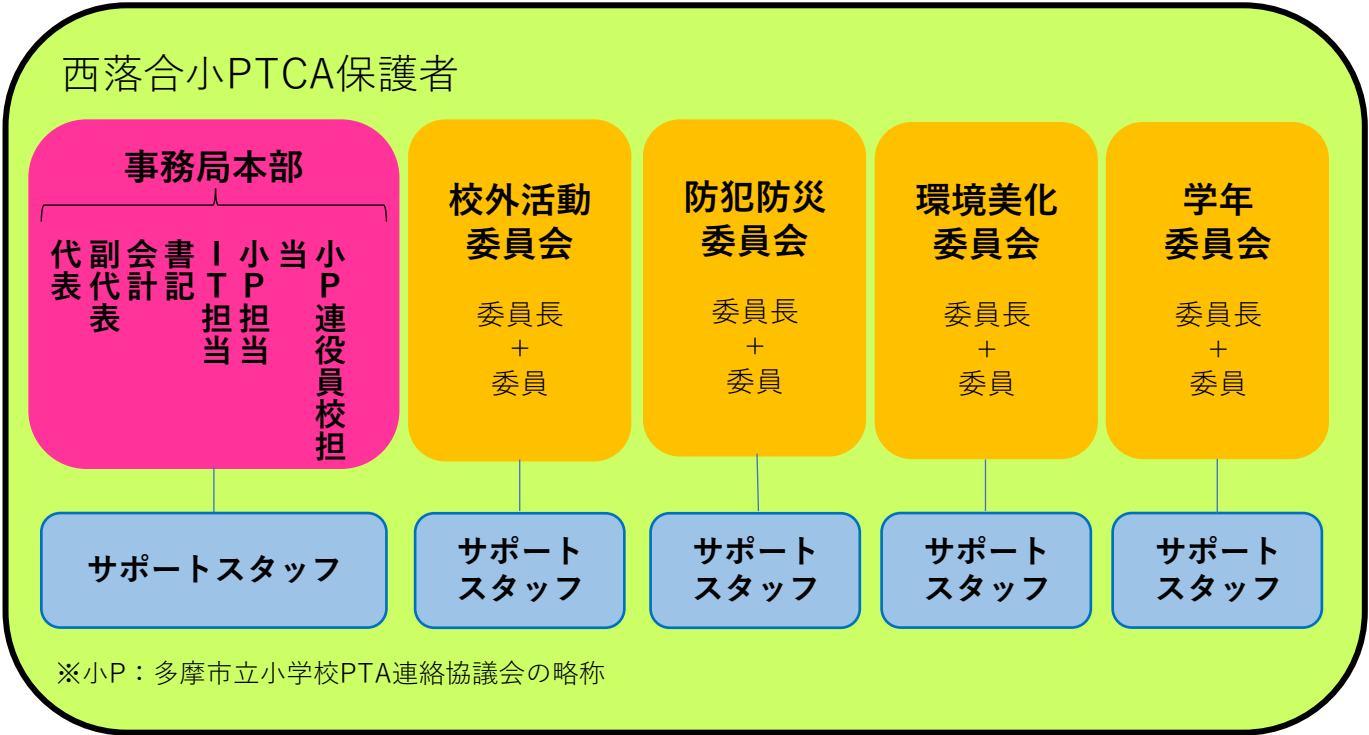 西落合小PTCA保護者
事務局本部
代表
副代表
会計
書記
IT担当
小P担当
小P連役員校担
当
校外活動
委員会
委員長
+
委員
防犯防災
委員会
委員長
+
委員
環境美化
委員会
委員長
+
委員
学年
委員会
委員長
+
委員
サポートスタッフ
サポート
スタッフ
サポート
スタッフ
サポート
スタッフ
サポート
スタッフ
※小P：多摩市立小学校PTA連絡協議会の略称